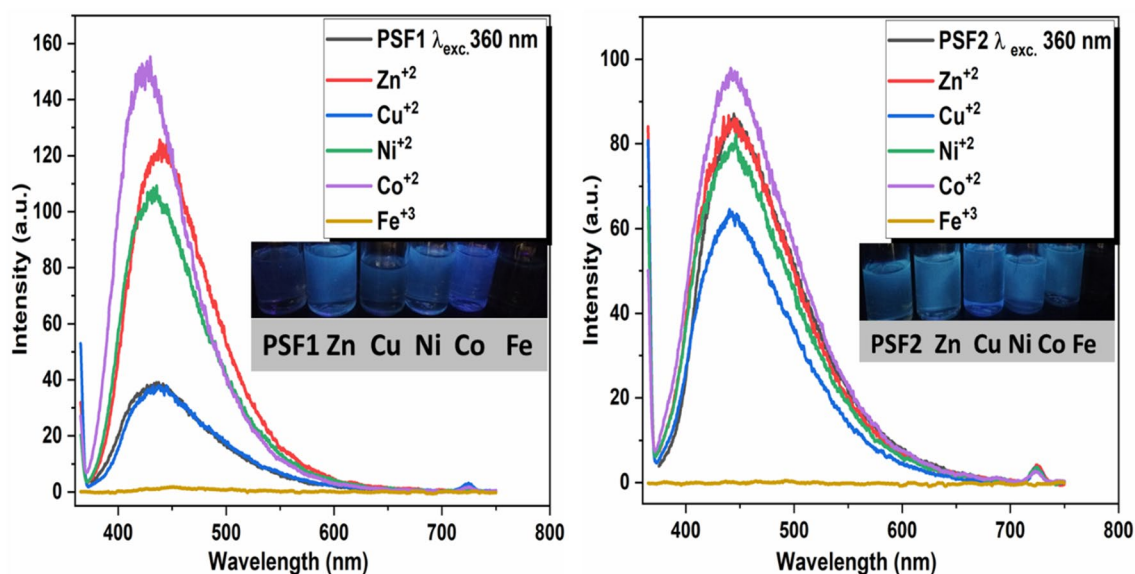 160
140
120
100
80
60
40
20
0
Intensity (a.u.)
PSF1 λexc. 360 nm
Zn+2
Cu+2
Ni+2
Co+2
Fe+3
PSF1 Zn Cu Ni Co Fe
400 500 600 700 800
Wavelength (nm)
100
80
60
40
20
0
Intensity (a.u.)
PSF2 λexc. 360 nm
Zn+2
Cu+2
Ni+2
Co+2
Fe+3
PSF2 Zn Cu Ni Co Fe
400 500 600 700 800
Wavelength (nm)